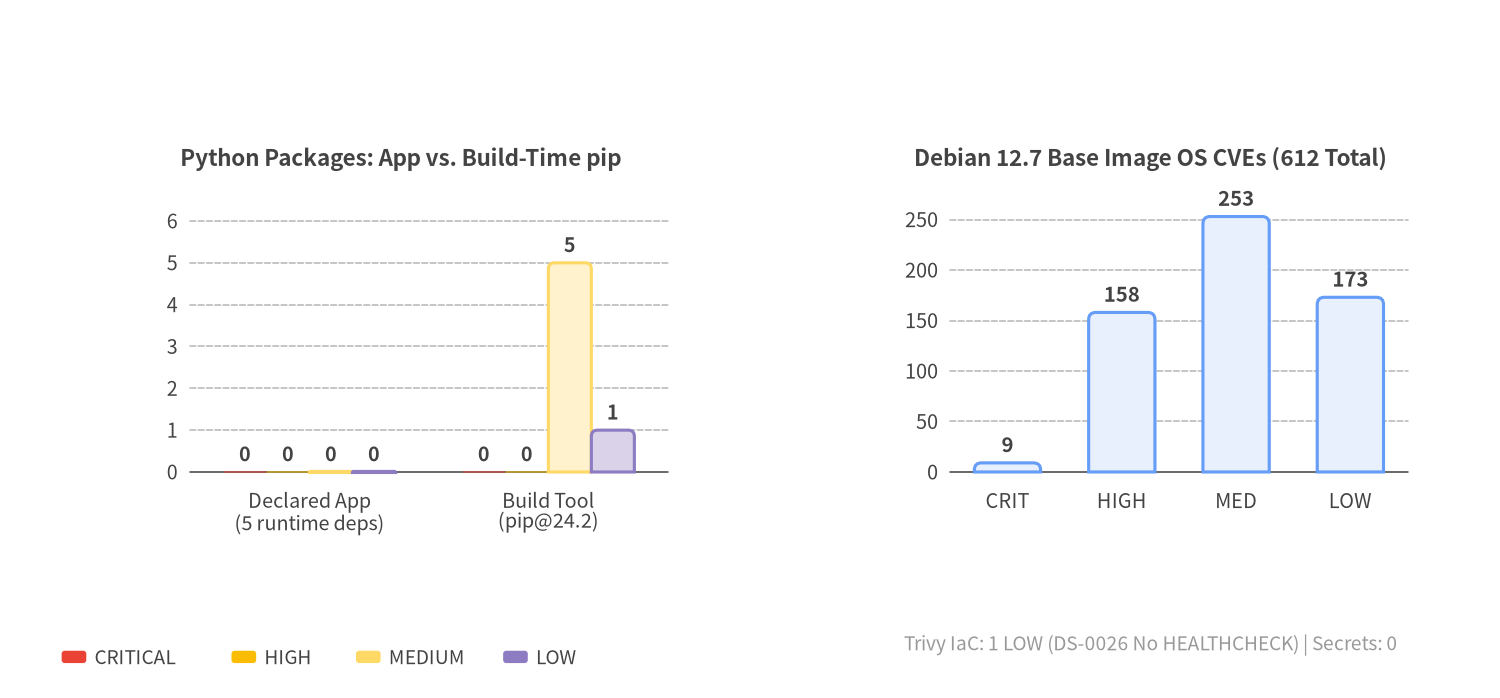 Python Packages: App vs. Build-Time pip
6
5
4
3
2
1
0
0 0 0 0 0 0 5 1
Declared App
(5 runtime deps)
Build Tool
(pip@24.2)
CRITICAL HIGH MEDIUM LOW
Debian 12.7 Base Image OS CVEs (612 Total)
250
200
150
100
50
0
9 158 253 173
CRIT HIGH MED LOW
Trivy IaC: 1 LOW (DS-0026 No HEALTHCHECK) | Secrets: 0